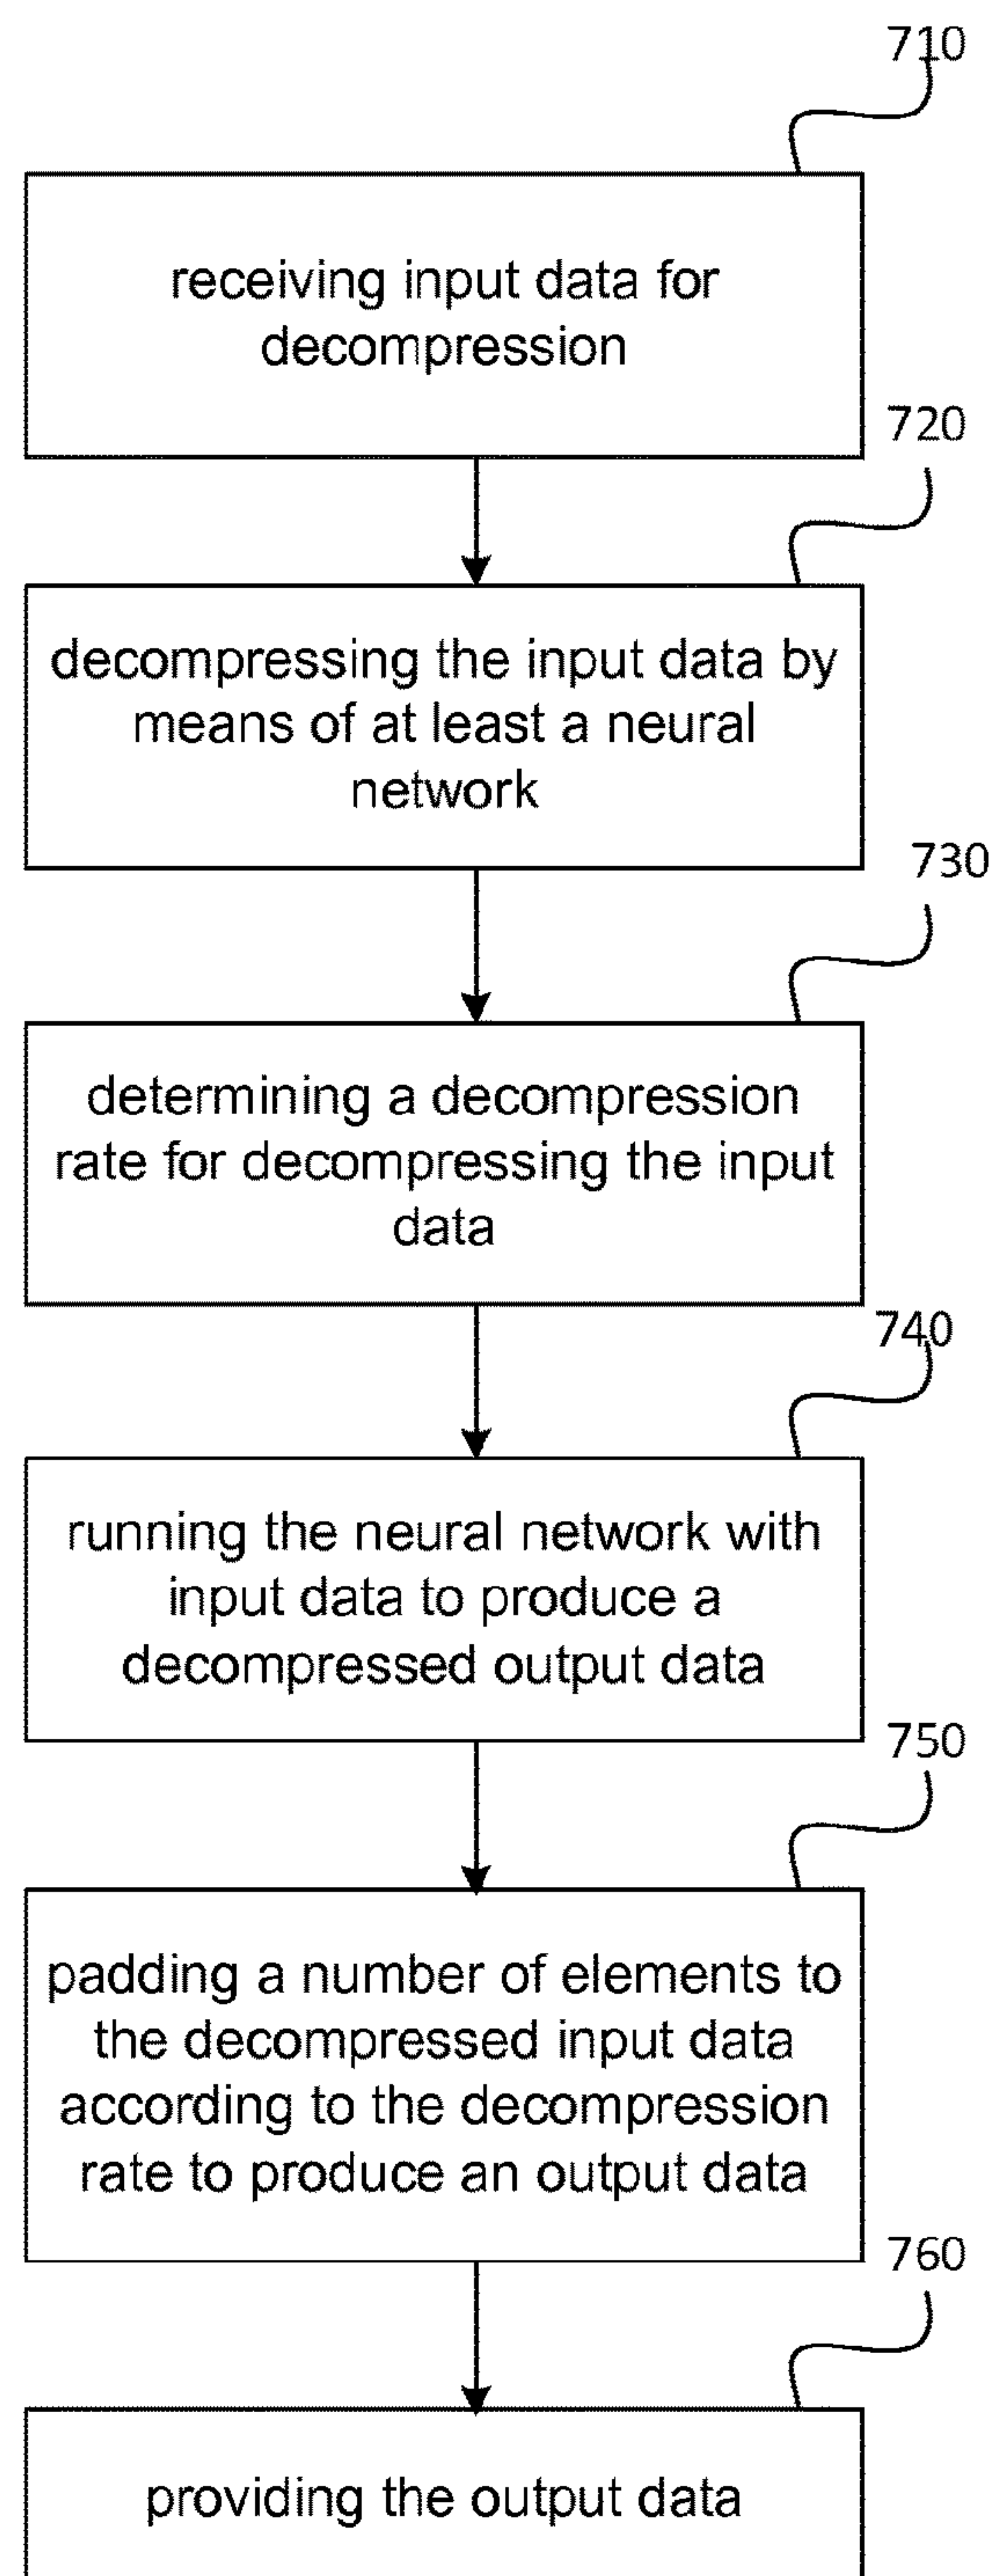 710
receiving input data for
decompression
720
decompressing the input data by
means of at least a neural
network
730
determining a decompression
rate for decompressing the input
data
740
running the neural network with
input data to produce a
decompressed output data
750
padding a number of elements to
the decompressed input data
according to the decompression
rate to produce an output data
760
providing the output data